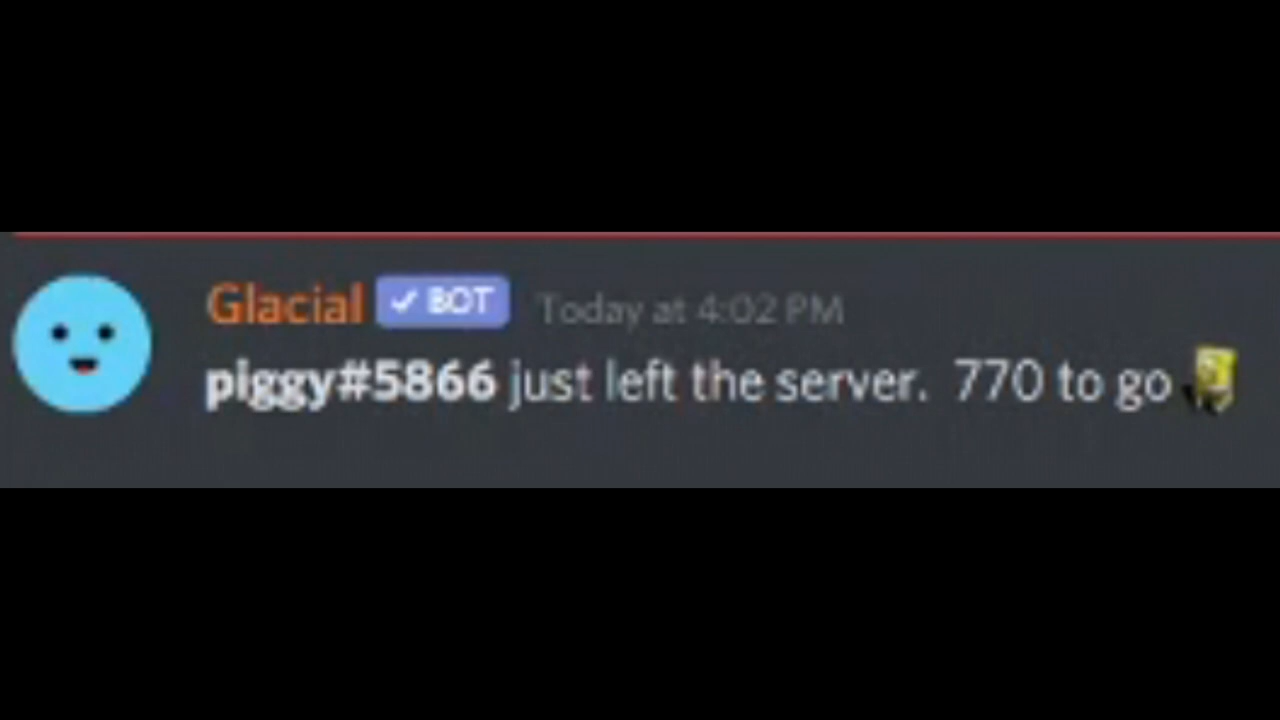 Glacial ✓ BOT Today at 4:02 PM
piggy#5866 just left the server. 770 to go